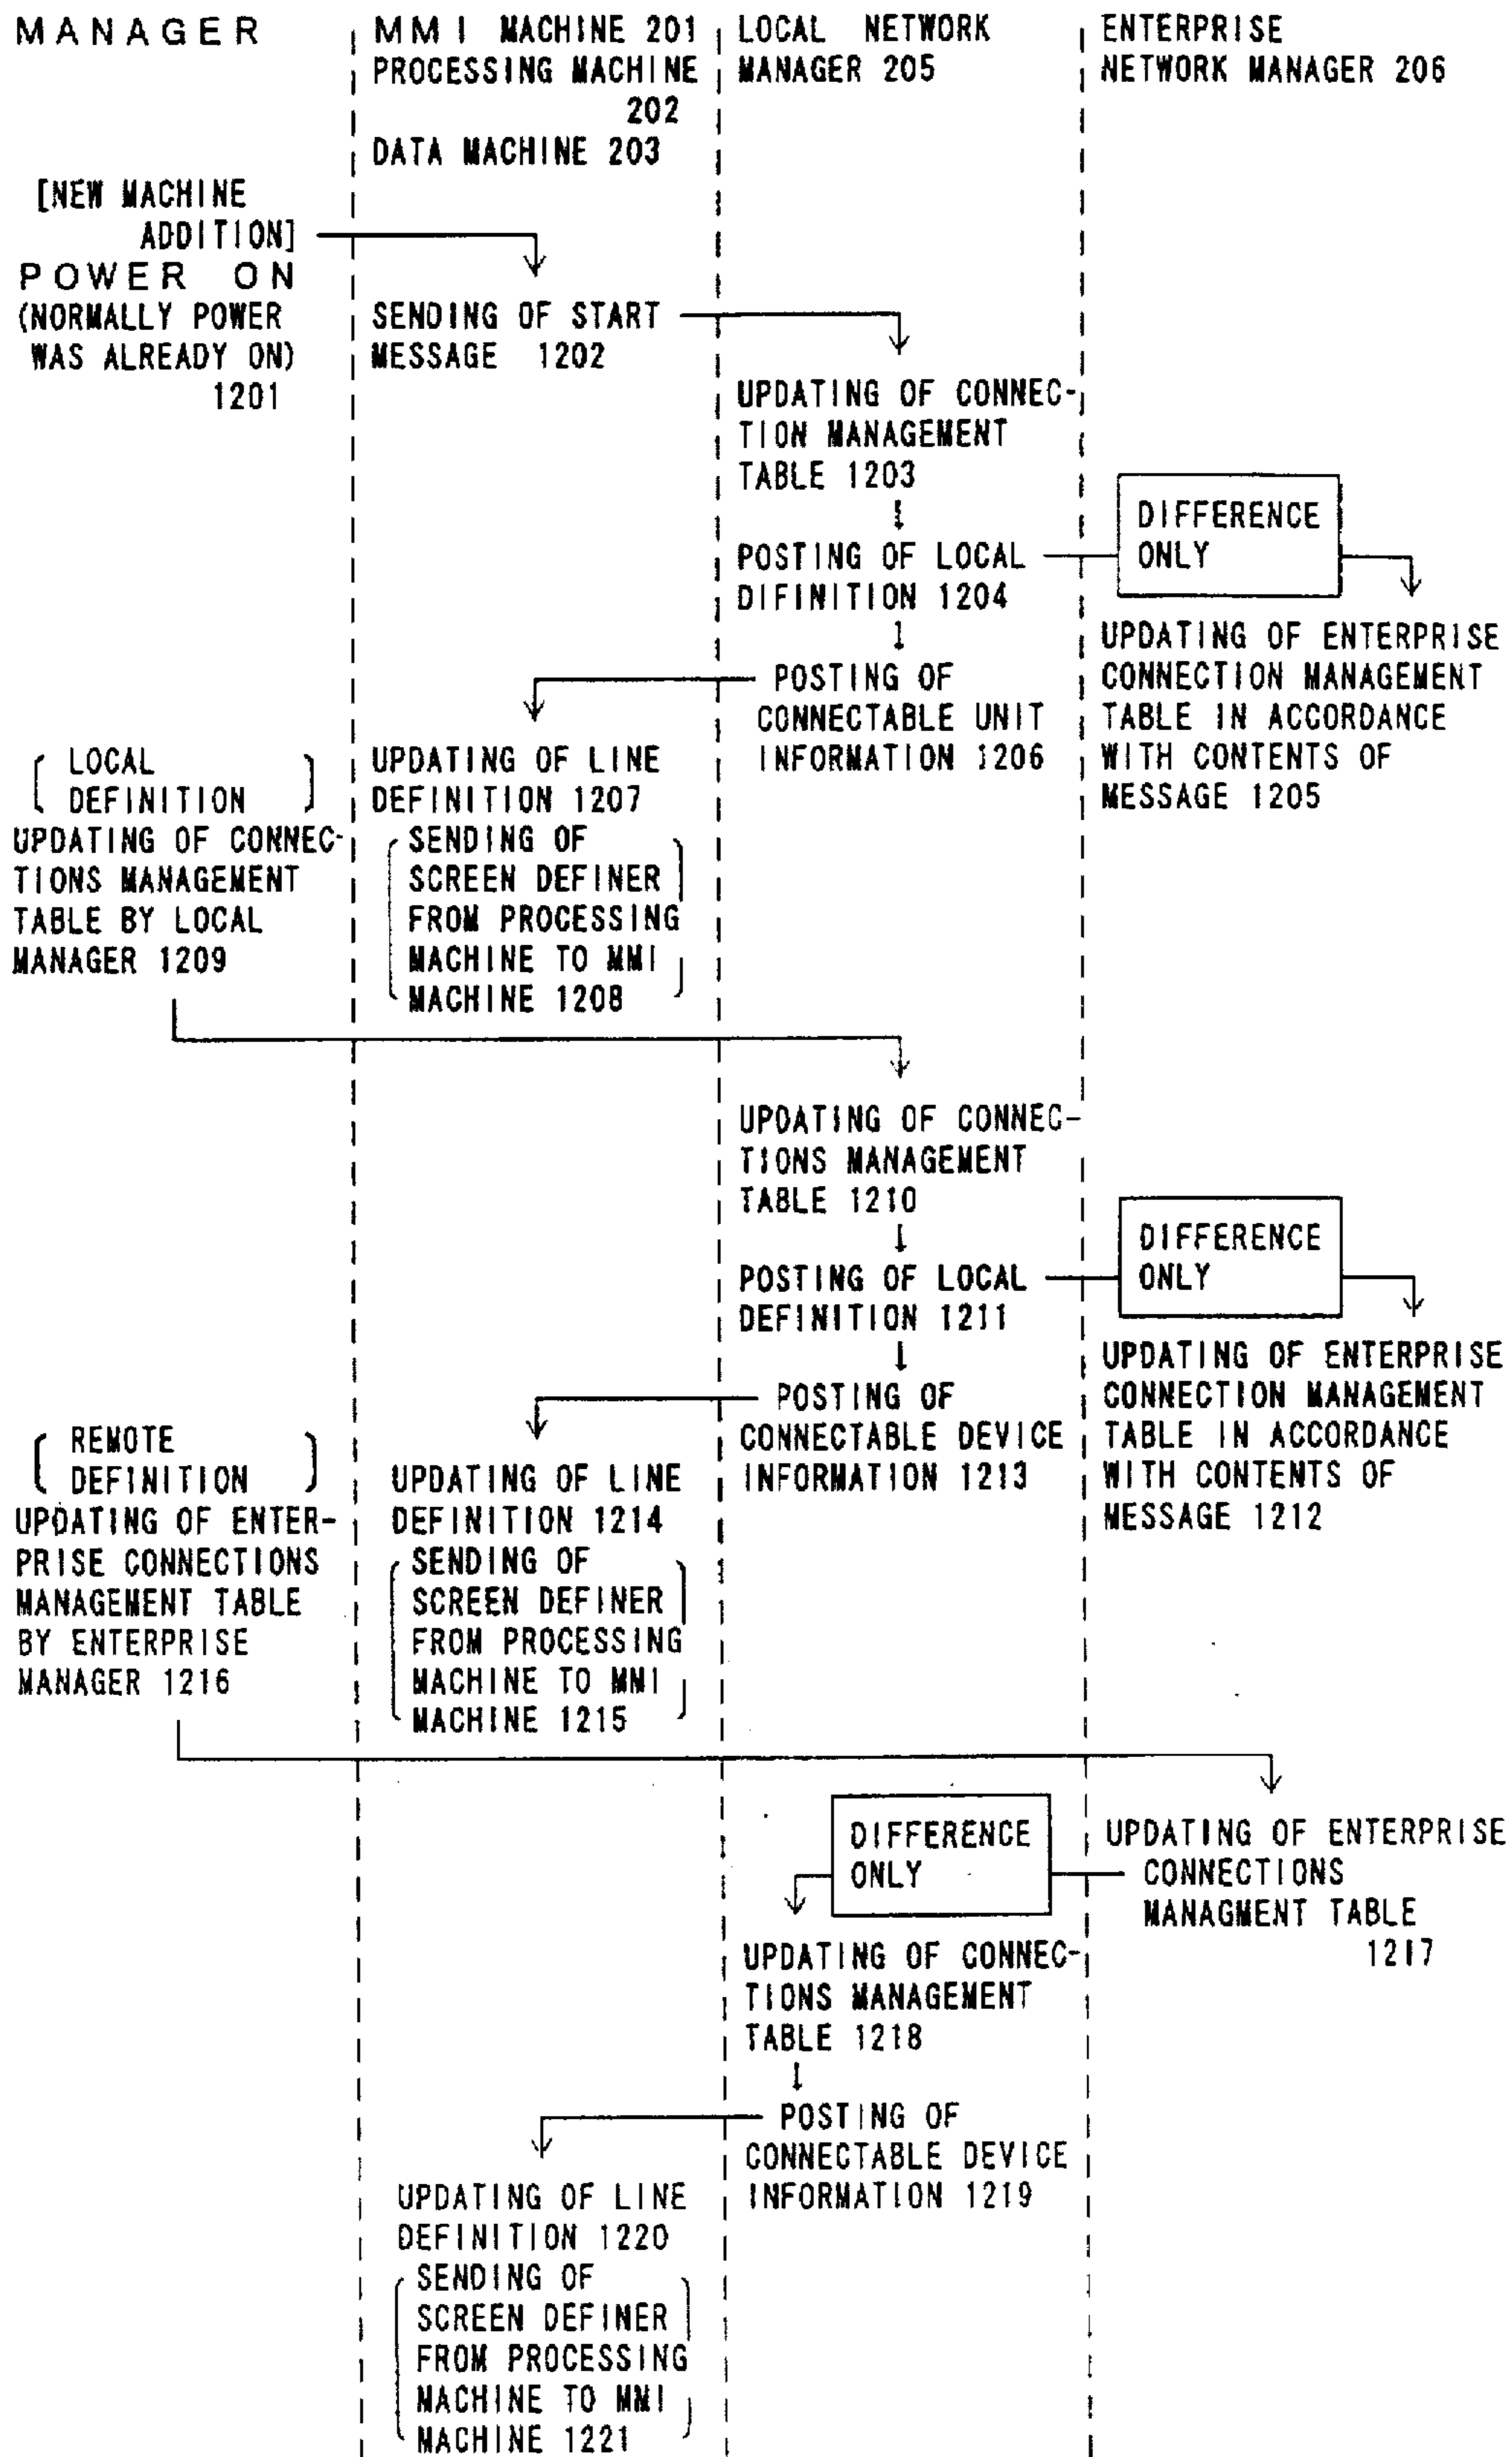 MANAGER
MMI MACHINE 201
PROCESSING MACHINE
202
DATA MACHINE 203
LOCAL NETWORK
MANAGER 205
ENTERPRISE
NETWORK MANAGER 206
[NEW MACHINE
ADDITION]
POWER ON
(NORMALLY POWER
WAS ALREADY ON)
1201
SENDING OF START
MESSAGE 1202
UPDATING OF CONNEC-
TION MANAGEMENT
TABLE 1203
POSTING OF LOCAL
DIFINITION 1204
DIFFERENCE
ONLY
UPDATING OF ENTERPRISE
CONNECTION MANAGEMENT
TABLE IN ACCORDANCE
WITH CONTENTS OF
MESSAGE 1205
POSTING OF
CONNECTABLE UNIT
INFORMATION 1206
UPDATING OF LINE
DEFINITION 1207
SENDING OF
SCREEN DEFINER
FROM PROCESSING
MACHINE TO MMI
MACHINE 1208
LOCAL
DEFINITION
UPDATING OF CONNEC-
TIONS MANAGEMENT
TABLE BY LOCAL
MANAGER 1209
UPDATING OF CONNEC-
TIONS MANAGEMENT
TABLE 1210
POSTING OF LOCAL
DEFINITION 1211
DIFFERENCE
ONLY
UPDATING OF ENTERPRISE
CONNECTION MANAGEMENT
TABLE IN ACCORDANCE
WITH CONTENTS OF
MESSAGE 1212
POSTING OF
CONNECTABLE DEVICE
INFORMATION 1213
UPDATING OF LINE
DEFINITION 1214
SENDING OF
SCREEN DEFINER
FROM PROCESSING
MACHINE TO MMI
MACHINE 1215
REMOTE
DEFINITION
UPDATING OF ENTER-
PRISE CONNECTIONS
MANAGEMENT TABLE
BY ENTERPRISE
MANAGER 1216
UPDATING OF ENTERPRISE
CONNECTIONS
MANAGMENT TABLE
1217
DIFFERENCE
ONLY
UPDATING OF CONNEC-
TIONS MANAGEMENT
TABLE 1218
POSTING OF
CONNECTABLE DEVICE
INFORMATION 1219
UPDATING OF LINE
DEFINITION 1220
SENDING OF
SCREEN DEFINER
FROM PROCESSING
MACHINE TO MMI
MACHINE 1221